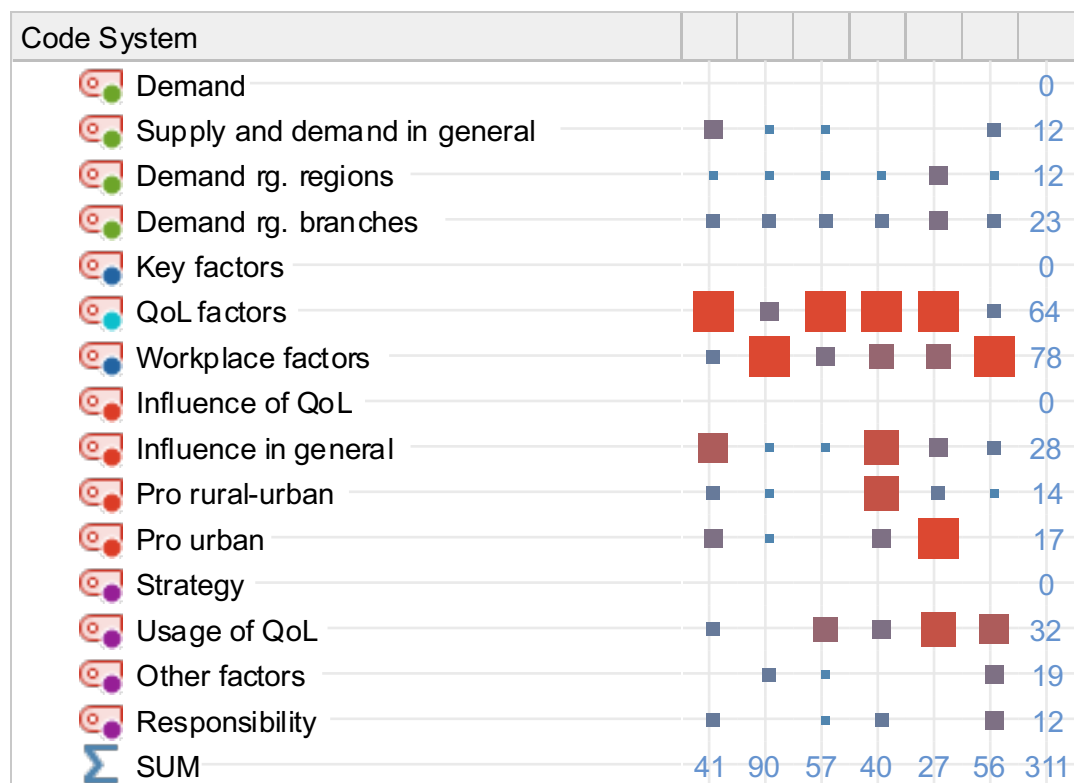 Code System
Demand 0
Supply and demand in general 12
Demand rg. regions 12
Demand rg. branches 23
Key factors 0
QoL factors 64
Workplace factors 78
Influence of QoL 0
Influence in general 28
Pro rural-urban 14
Pro urban 17
Strategy 0
Usage of QoL 32
Other factors 19
Responsibility 12
Σ SUM 41 90 57 40 27 56 311